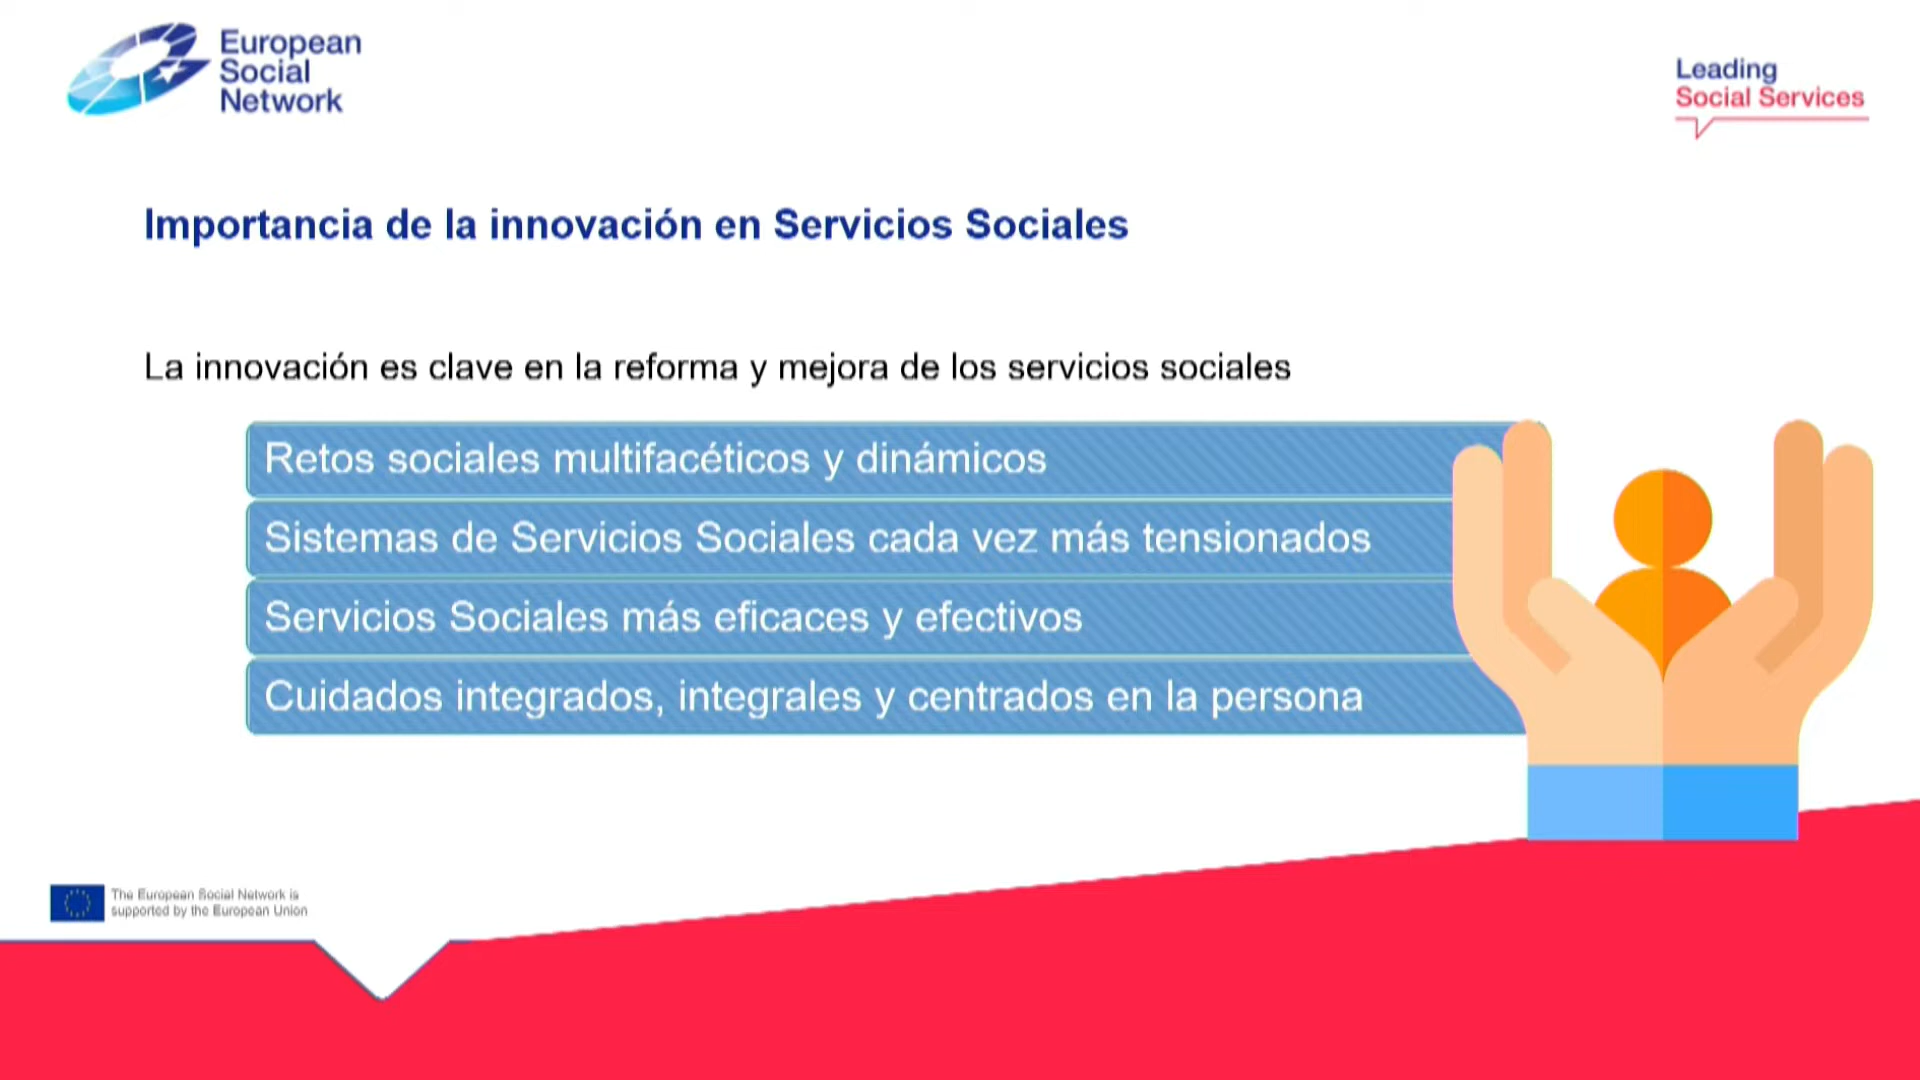 European
Social
Network
Leading
Social Services
Importancia de la innovación en Servicios Sociales
La innovación es clave en la reforma y mejora de los servicios sociales
Retos sociales multifacéticos y dinámicos
Sistemas de Servicios Sociales cada vez más tensionados
Servicios Sociales más eficaces y efectivos
Cuidados integrados, integrales y centrados en la persona
The European Social Network is
supported by the European Union